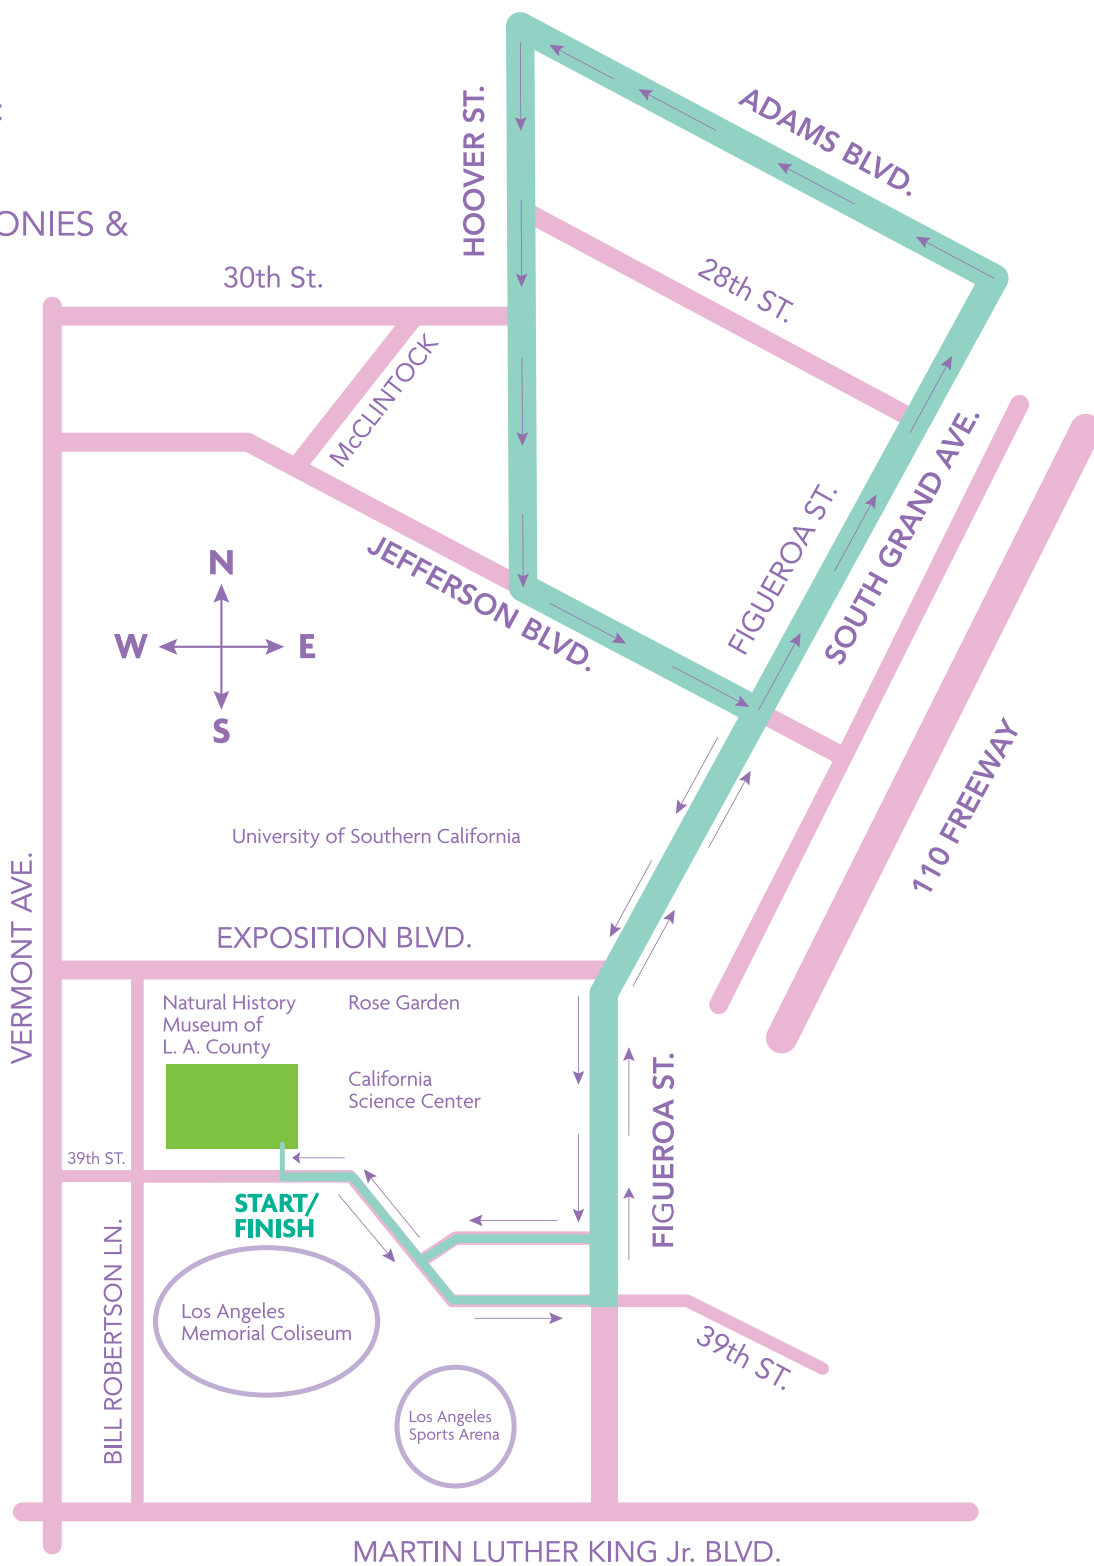 :
ONIES &
HOOVER ST.
ADAMS BLVD.
30th St.
28th ST.
McCLINTOCK
JEFFERSON BLVD.
FIGUEROA ST.
SOUTH GRAND AVE.
N
W
E
S
110 FREEWAY
University of Southern California
VERMONT AVE.
EXPOSITION BLVD.
Natural History
Museum of
L. A. County
Rose Garden
California
Science Center
FIGUEROA ST.
39th ST.
START/
FINISH
BILL ROBERTSON LN.
Los Angeles
Memorial Coliseum
39th ST.
Los Angeles
Sports Arena
MARTIN LUTHER KING Jr. BLVD.